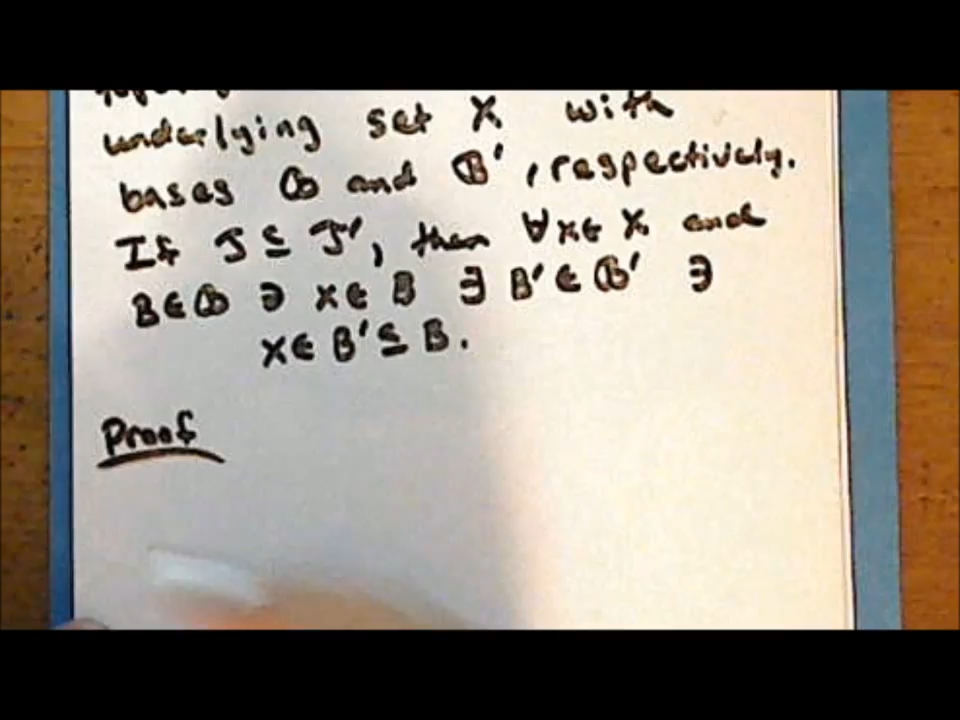 underlying set X with
bases 𝔅 and 𝔅', respectively.
If J ⊆ J', then ∀x∈ X and
B∈𝔅 ∋ x∈ B ∃ B'∈𝔅' ∋
x∈ B'⊆ B.
Proof